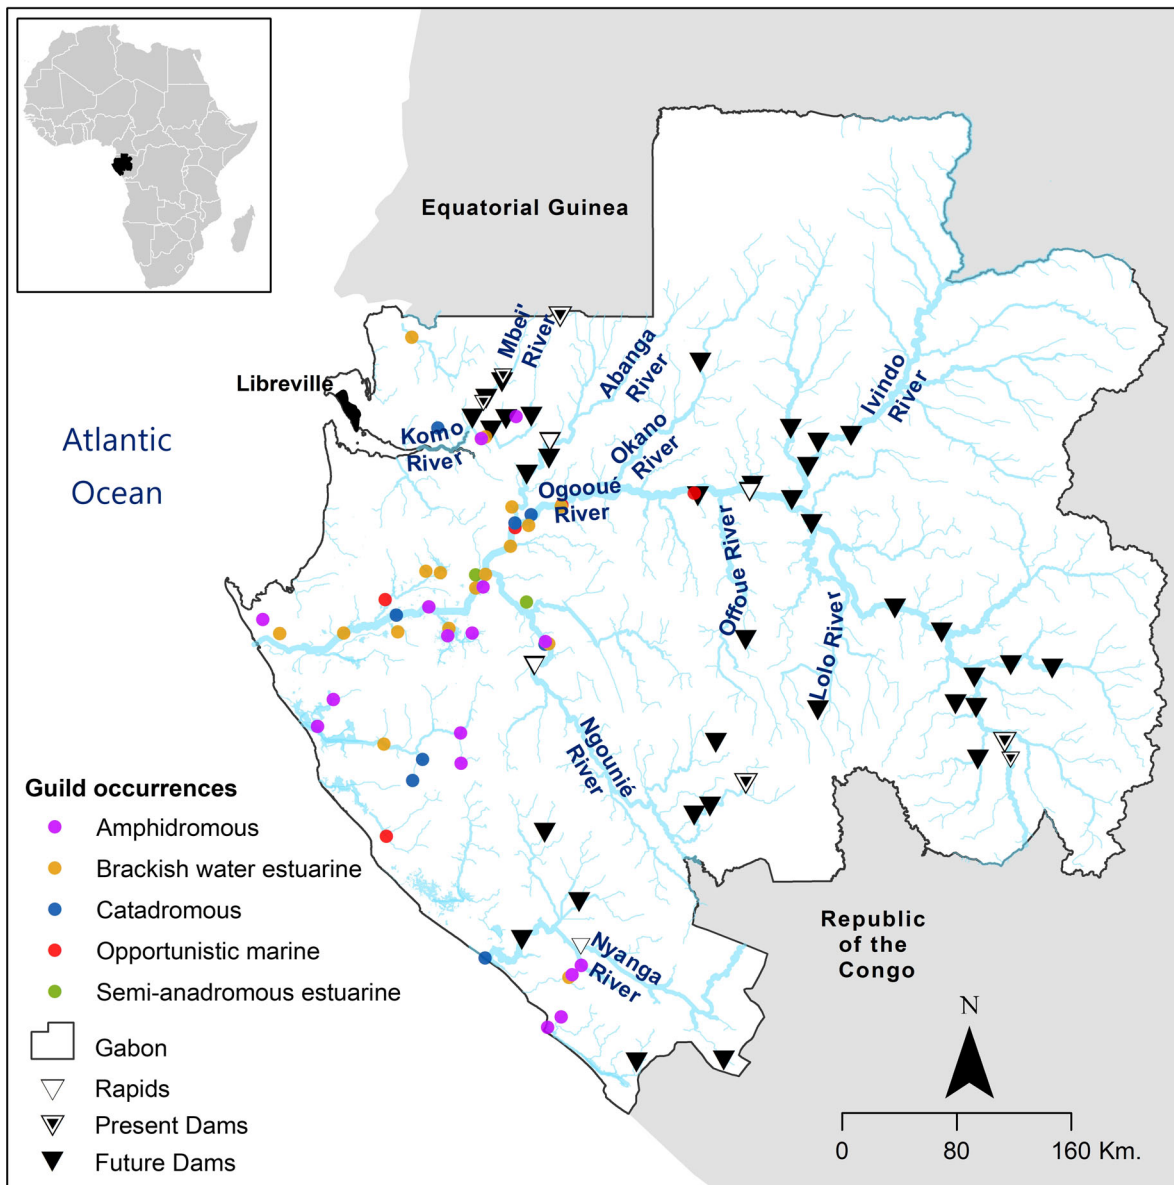 Equatorial Guinea
Mbei'
River
Abanga
River
Libreville
Ivindo
River
Atlantic
Ocean
Komo
River
Okano
River
Ogooué
River
Offoue River
Lolo River
Ngounié
River
Guild occurrences
Amphidromous
Brackish water estuarine
Catadromous
Opportunistic marine
Semi-anadromous estuarine
Gabon
Rapids
Present Dams
Future Dams
Nyanga
River
Republic
of the
Congo
N
0 80 160 Km.